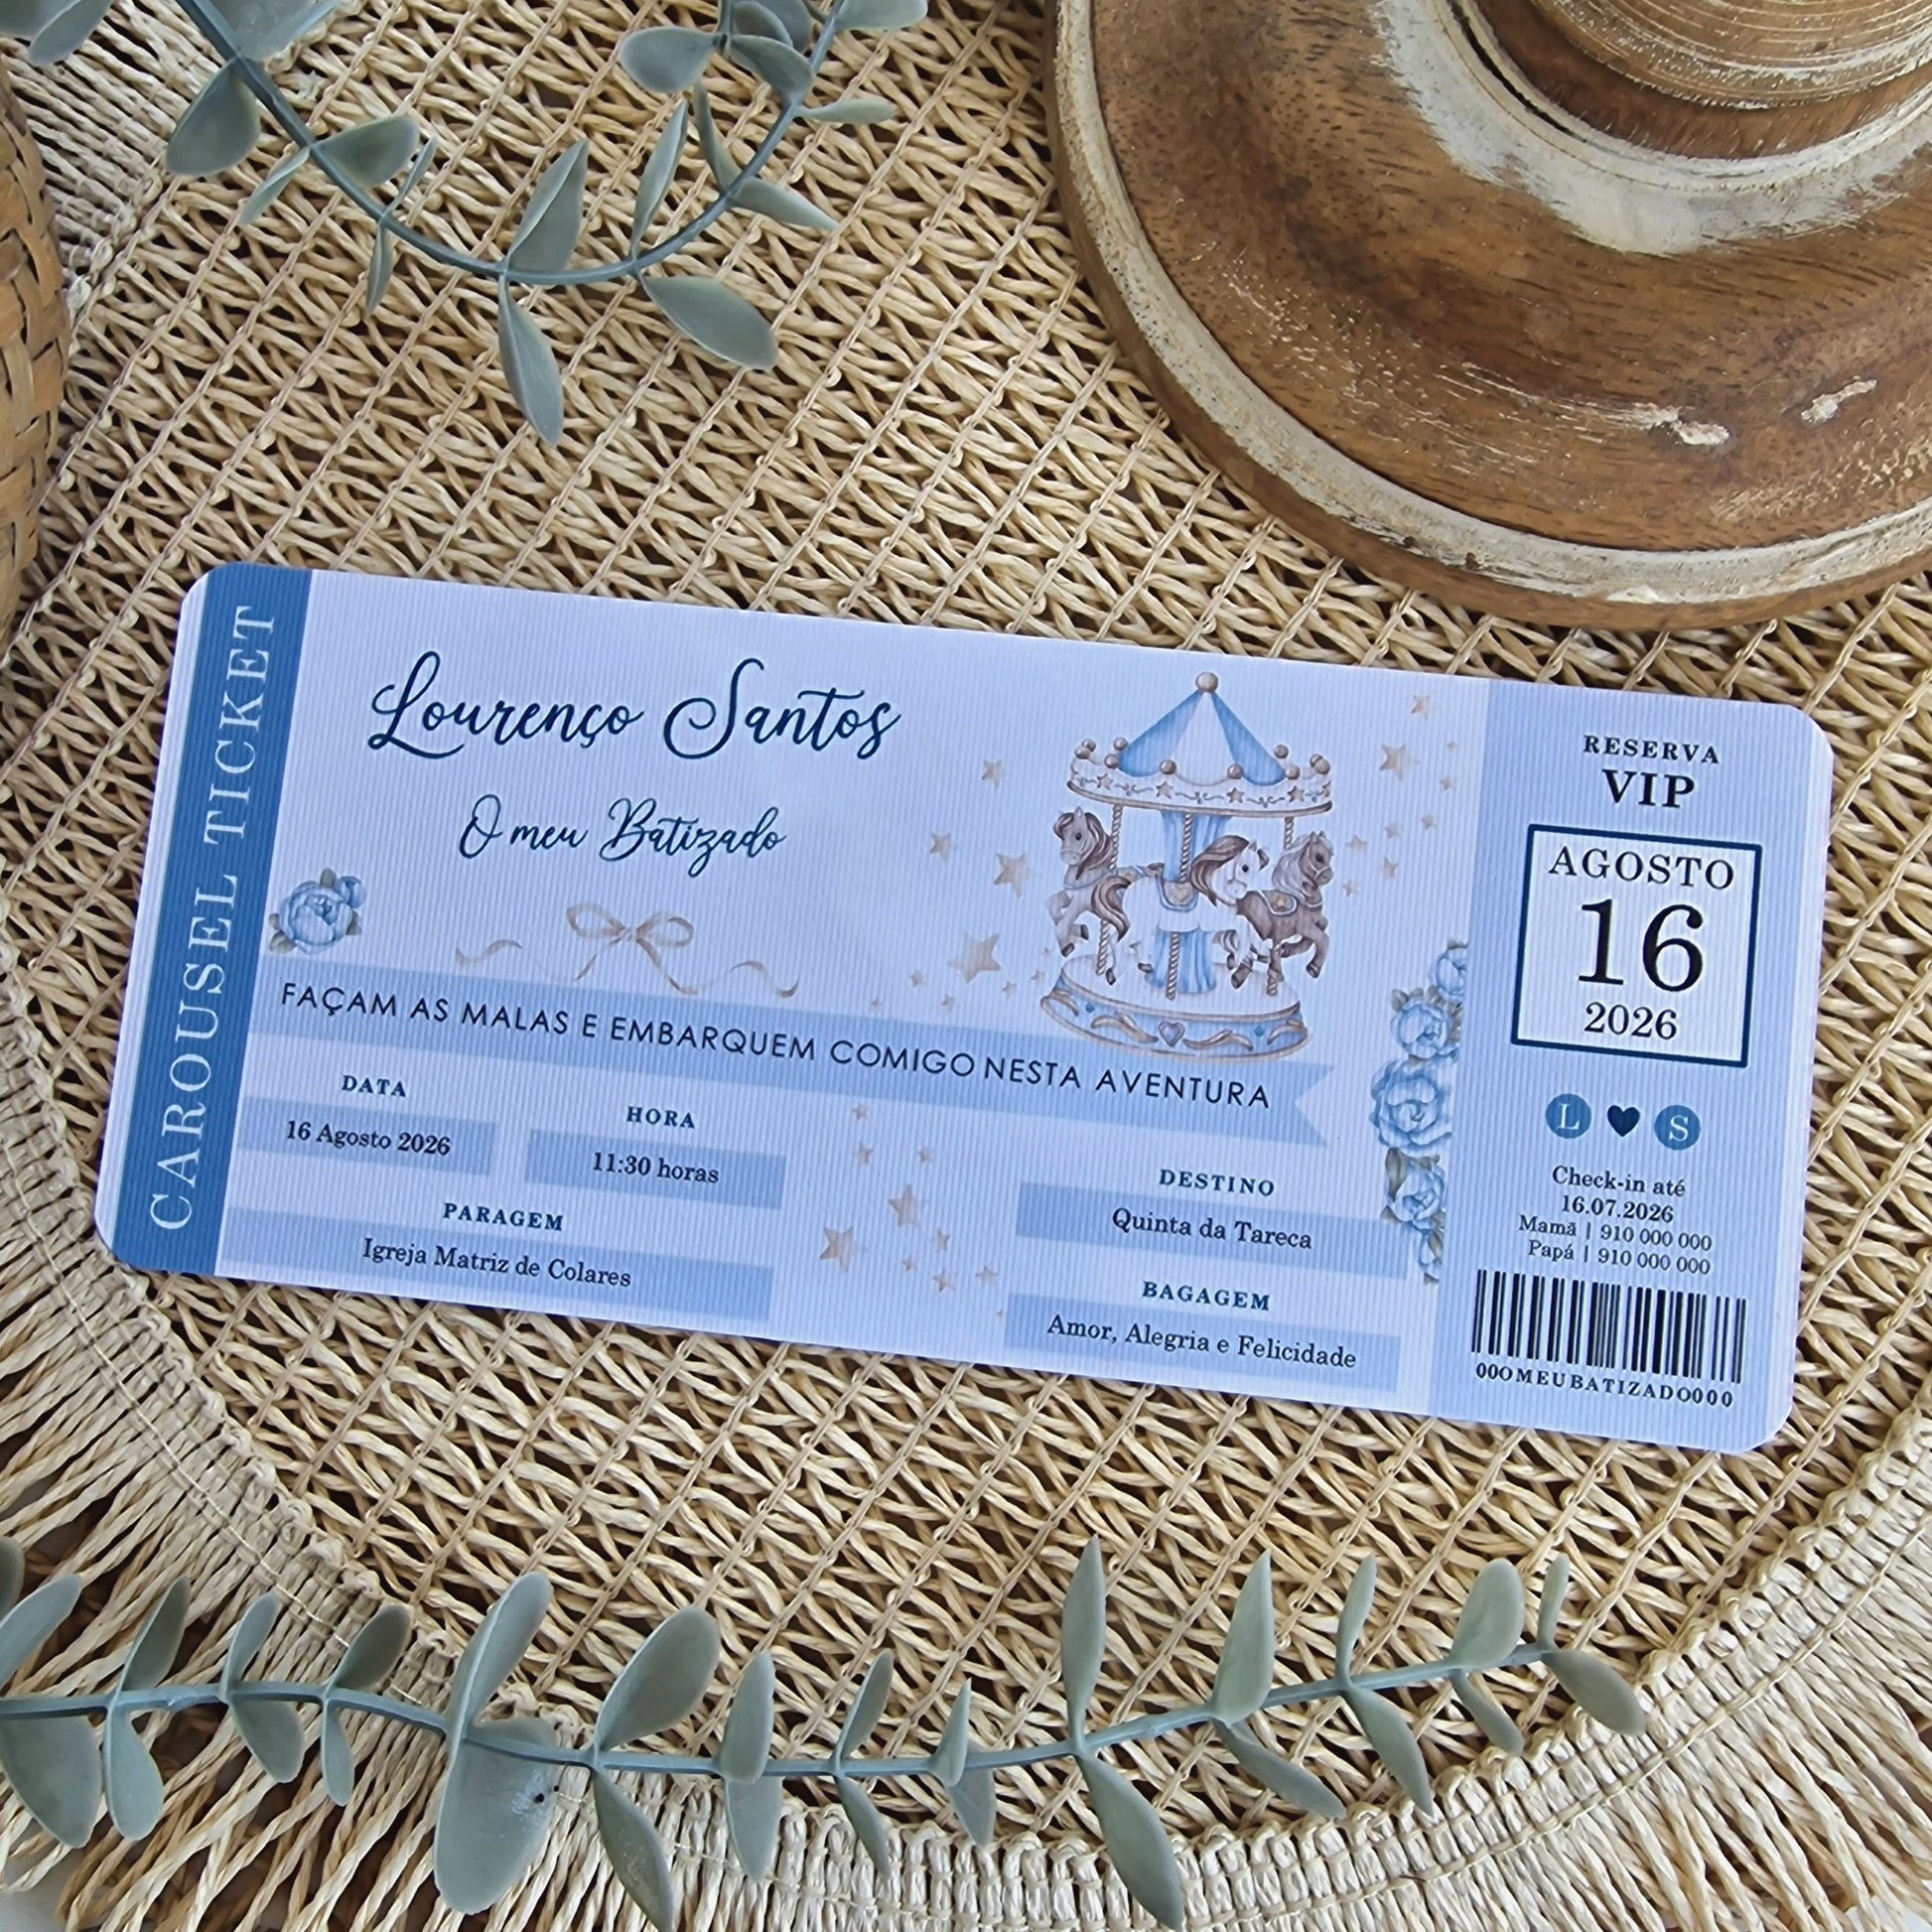 CAROUSEL TICKET
Lourenço Santos
O meu Batizado
FAÇAM AS MALAS E EMBARQUEM COMIGO NESTA AVENTURA
DATA
16 Agosto 2026
HORA
11:30 horas
PARAGEM
Igreja Matriz de Colares
DESTINO
Quinta da Tareca
BAGAGEM
Amor, Alegria e Felicidade
RESERVA
VIP
AGOSTO
16
2026
L S
Check-in até
16.07.2026
Mamã | 910 000 000
Papá | 910 000 000
000MEUBATIZADO000